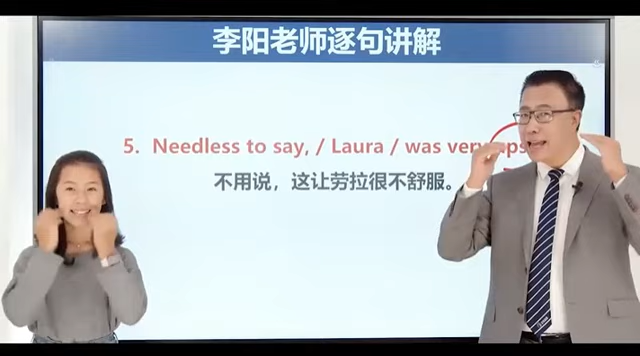 李阳老师逐句讲解
5. Needless to say, / Laura / was very
不用说，这让劳拉很不舒服。